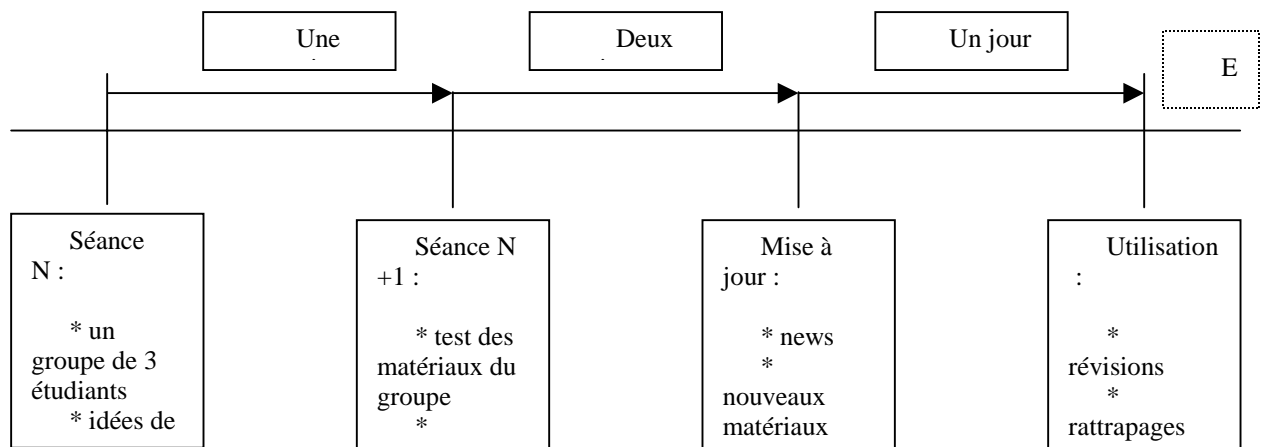 Une
Deux
Un jour
E
Séance
N :
* un
groupe de 3
étudiants
* idées de
Séance N
+1 :
* test des
matériaux du
groupe
*
Mise à
jour :
* news
*
nouveaux
matériaux
Utilisation
:
*
révisions
*
rattrapages